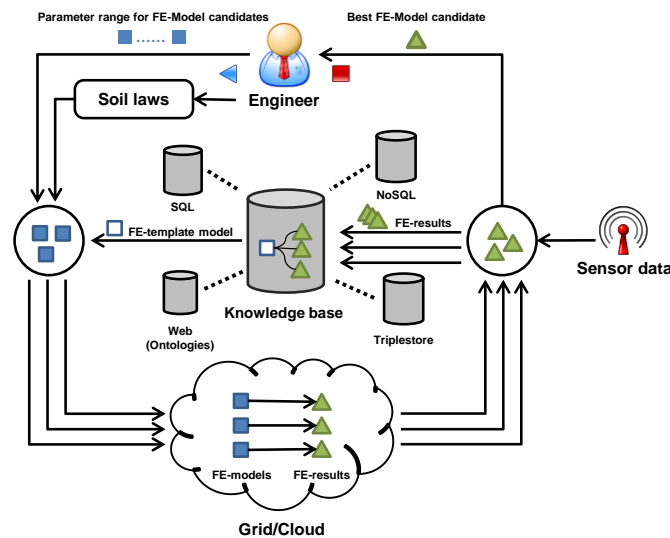 Parameter range for FE-Model candidates
Best FE-Model candidate
......
Engineer
Soil laws
SQL
NoSQL
FE-template model
FE-results
Sensor data
Knowledge base
Web
(Ontologies)
Triplestore
FE-models
FE-results
Grid/Cloud